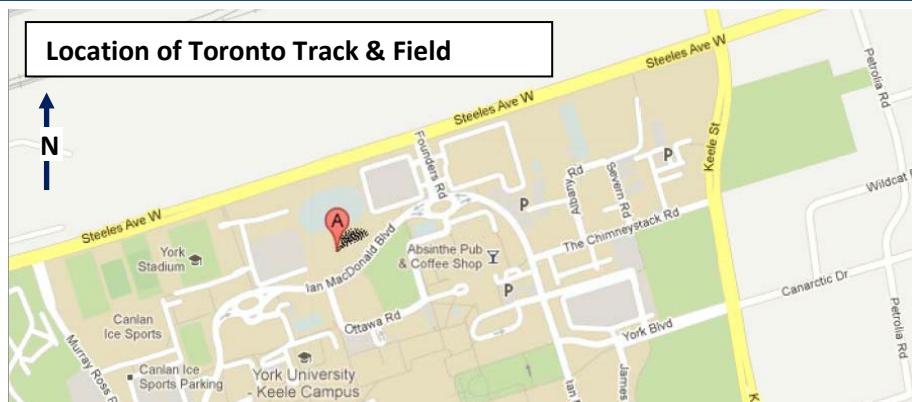 Location of Toronto Track & Field
N
Steeles Ave W
Steeles Ave W
Steeles Ave W
Petrolia Rd
Keele St
Founders Rd
Albany Rd
Severn Rd
P
P
Wildcat
A
The Chimneystack Rd
York
Stadium
Ian MacDonald Blvd
Absinthe Pub
& Coffee Shop
P
Canarctic Dr
Ottawa Rd
York Blvd
Petrolia Rd
Canlan
Ice Sports
Murray Ross
Canlan Ice
Sports Parking
York University
- Keele Campus
Ian
James